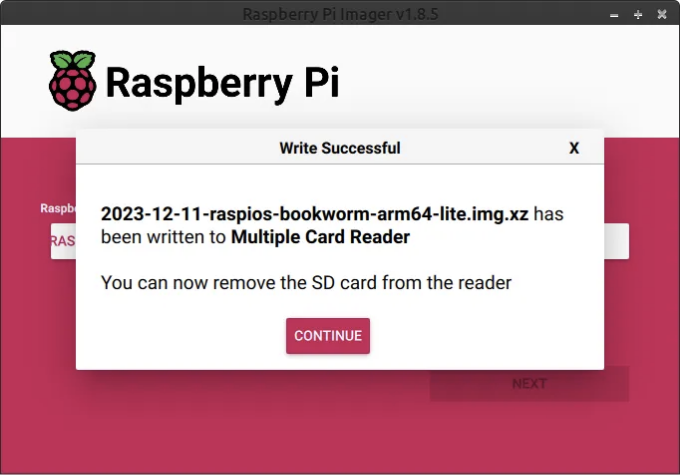 Raspberry Pi Imager v1.8.5
Raspberry Pi
Write Successful X
Raspbe
2023-12-11-raspios-bookworm-arm64-lite.img.xz has
been written to Multiple Card Reader
RAS
You can now remove the SD card from the reader
CONTINUE
NEXT